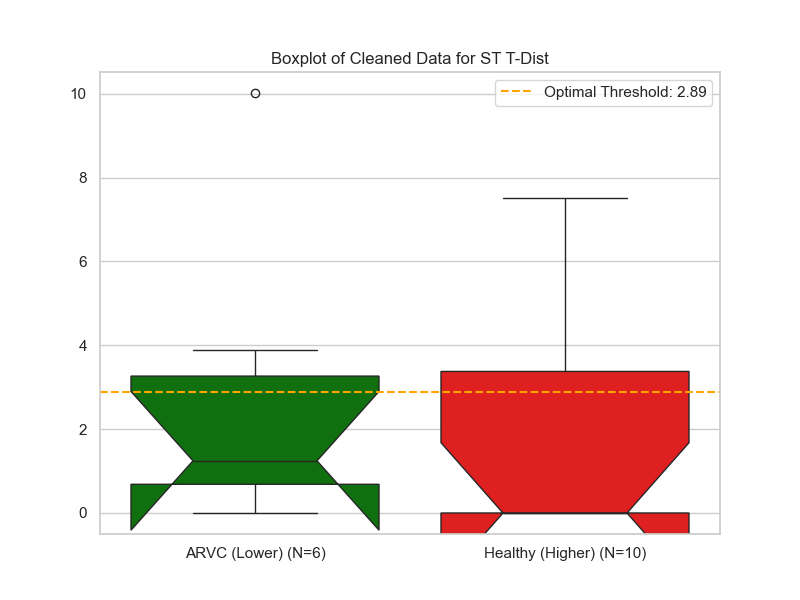 Boxplot of Cleaned Data for ST T-Dist
Optimal Threshold: 2.89
10
8
6
4
2
0
ARVC (Lower) (N=6)
Healthy (Higher) (N=10)